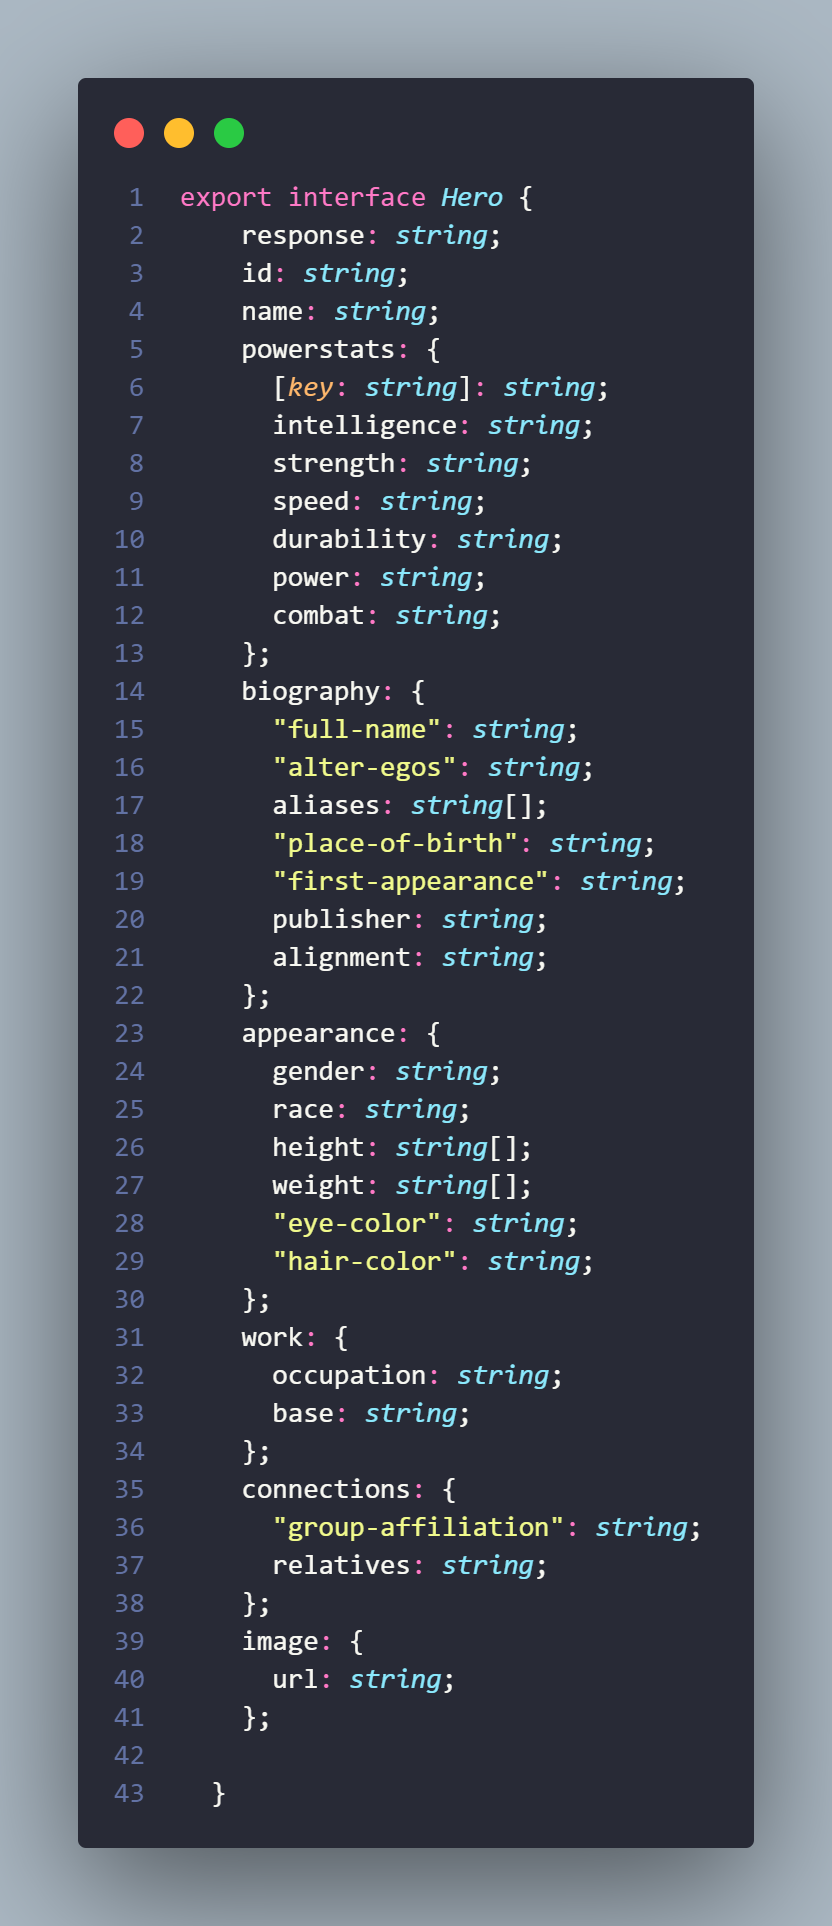 1 export interface Hero {
2 response: string;
3 id: string;
4 name: string;
5 powerstats: {
6 [key: string]: string;
7 intelligence: string;
8 strength: string;
9 speed: string;
10 durability: string;
11 power: string;
12 combat: string;
13 };
14 biography: {
15 "full-name": string;
16 "alter-egos": string;
17 aliases: string[];
18 "place-of-birth": string;
19 "first-appearance": string;
20 publisher: string;
21 alignment: string;
22 };
23 appearance: {
24 gender: string;
25 race: string;
26 height: string[];
27 weight: string[];
28 "eye-color": string;
29 "hair-color": string;
30 };
31 work: {
32 occupation: string;
33 base: string;
34 };
35 connections: {
36 "group-affiliation": string;
37 relatives: string;
38 };
39 image: {
40 url: string;
41 };
42
43 }